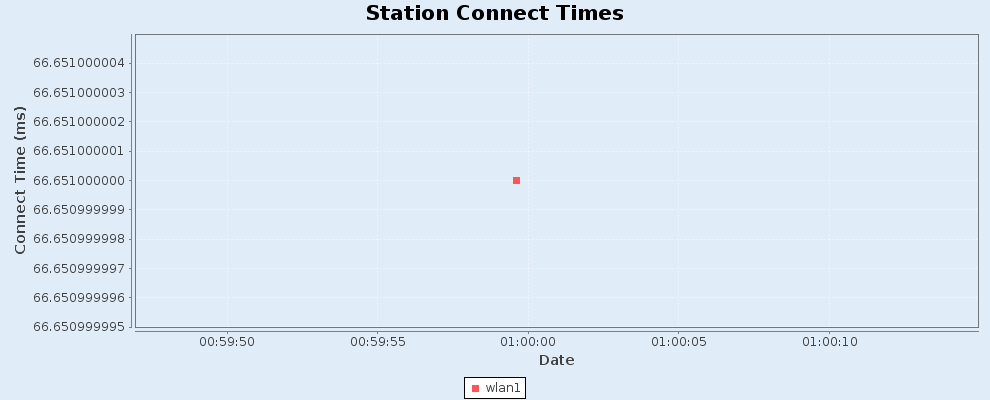 Station Connect Times
Connect Time (ms)
66.651000004
66.651000003
66.651000002
66.651000001
66.651000000
66.650999999
66.650999998
66.650999997
66.650999996
66.650999995
00:59:50 00:59:55 01:00:00 01:00:05 01:00:10
Date
wlan1